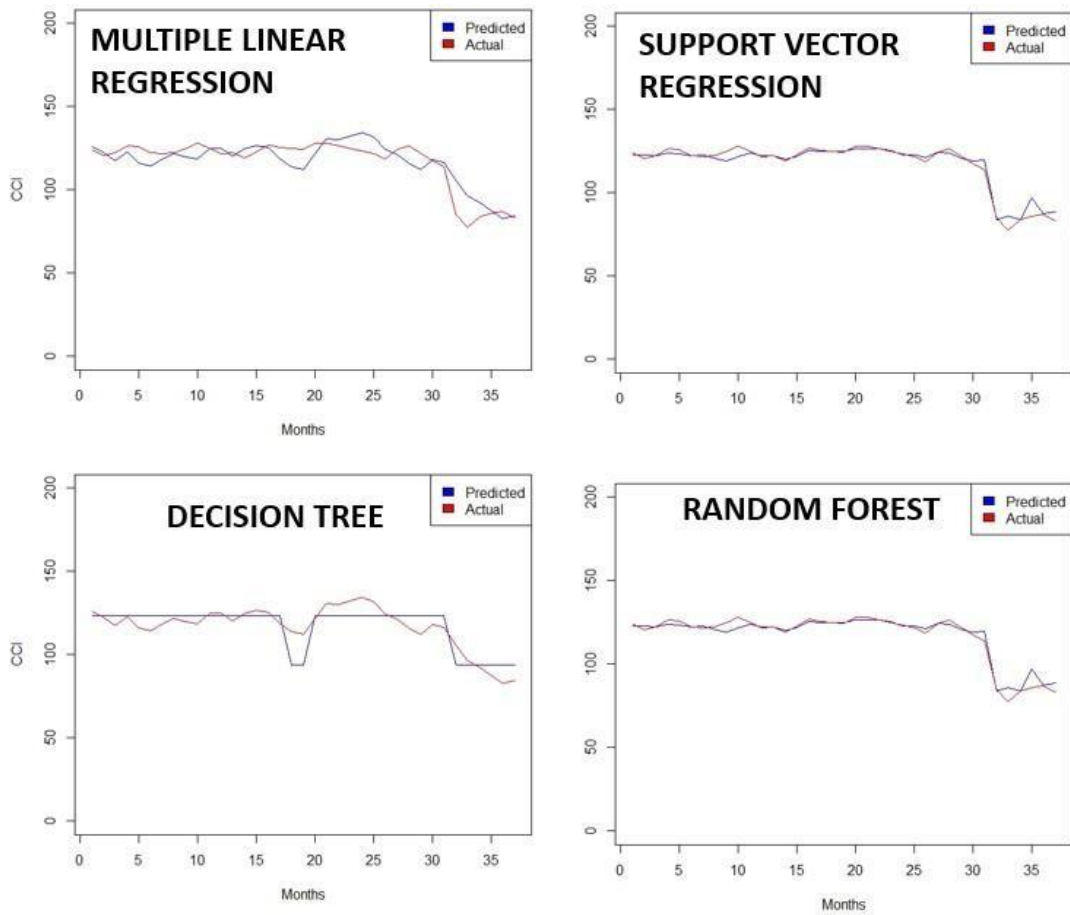 MULTIPLE LINEAR
REGRESSION
Predicted
Actual
CCI
200
150
100
50
0
0 5 10 15 20 25 30 35
Months
SUPPORT VECTOR
REGRESSION
Predicted
Actual
200
150
100
50
0
0 5 10 15 20 25 30 35
DECISION TREE
Predicted
Actual
CCI
200
150
100
50
0
0 5 10 15 20 25 30 35
Months
RANDOM FOREST
Predicted
Actual
200
150
100
50
0
0 5 10 15 20 25 30 35
Months